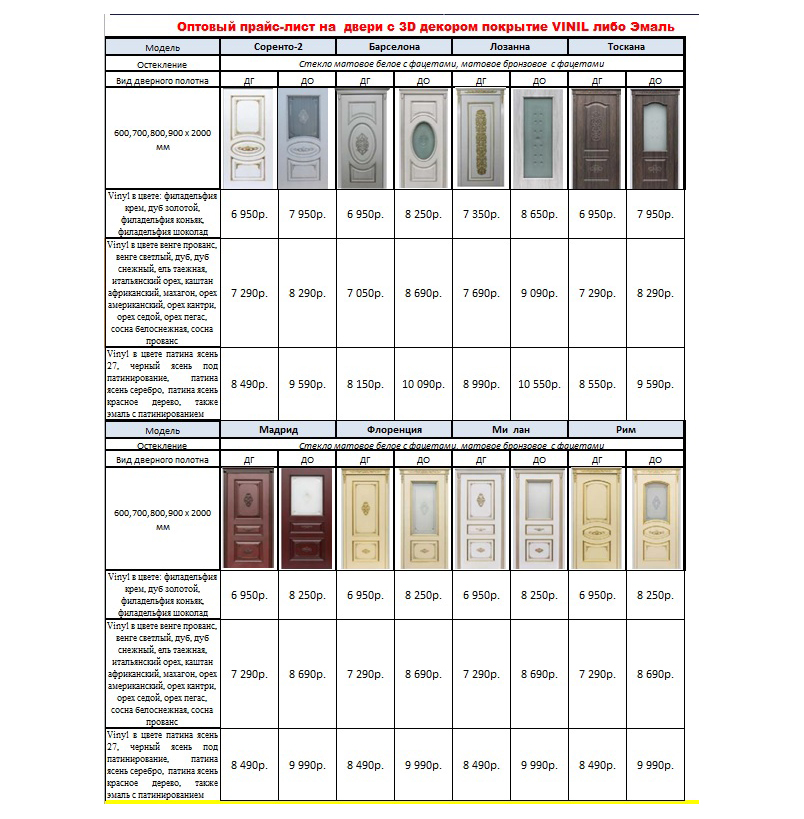 Оптовый прайс-лист на двери с 3D декором покрытие VINIL либо Эмаль
Модель Соренто-2 Барселона Лозанна Тоскана
Остекление Стекло матовое белое с фацетами, матовое бронзовое с фацетами
Вид дверного полотна ДГ ДО ДГ ДО ДГ ДО ДГ ДО
600,700,800,900 х 2000
мм
Vinyl в цвете: филадельфия
крем, дуб золотой,
филадельфия коньяк,
филадельфия шоколад
6 950р. 7 950р. 6 950р. 8 250р. 7 350р. 8 650р. 6 950р. 7 950р.
Vinyl в цвете венге прованс,
венге светлый, дуб, дуб
снежный, ель таежная,
итальянский орех, каштан
африканский, махагон, орех
американский, орех кантри,
орех седой, орех пегас,
сосна белоснежная, сосна
прованс
7 290р. 8 290р. 7 050р. 8 690р. 7 690р. 9 090р. 7 290р. 8 290р.
Vinyl в цвете патина ясень
27, черный ясень под
патинирование, патина
ясень серебро, патина ясень
красное дерево, также
эмаль с патинированием
8 490р. 9 590р. 8 150р. 10 090р. 8 990р. 10 550р. 8 550р. 9 590р.
Модель Мадрид Флоренция Ми лан Рим
Остекление Стекло матовое белое с фацетами, матовое бронзовое с фацетами
Вид дверного полотна ДГ ДО ДГ ДО ДГ ДО ДГ ДО
600,700,800,900 х 2000
мм
Vinyl в цвете: филадельфия
крем, дуб золотой,
филадельфия коньяк,
филадельфия шоколад
6 950р. 8 250р. 6 950р. 8 250р. 6 950р. 8 250р. 6 950р. 8 250р.
Vinyl в цвете венге прованс,
венге светлый, дуб, дуб
снежный, ель таежная,
итальянский орех, каштан
африканский, махагон, орех
американский, орех кантри,
орех седой, орех пегас,
сосна белоснежная, сосна
прованс
7 290р. 8 690р. 7 290р. 8 690р. 7 290р. 8 690р. 7 290р. 8 690р.
Vinyl в цвете патина ясень
27, черный ясень под
патинирование, патина
ясень серебро, патина ясень
красное дерево, также
эмаль с патинированием
8 490р. 9 990р. 8 490р. 9 990р. 8 490р. 9 990р. 8 490р. 9 990р.